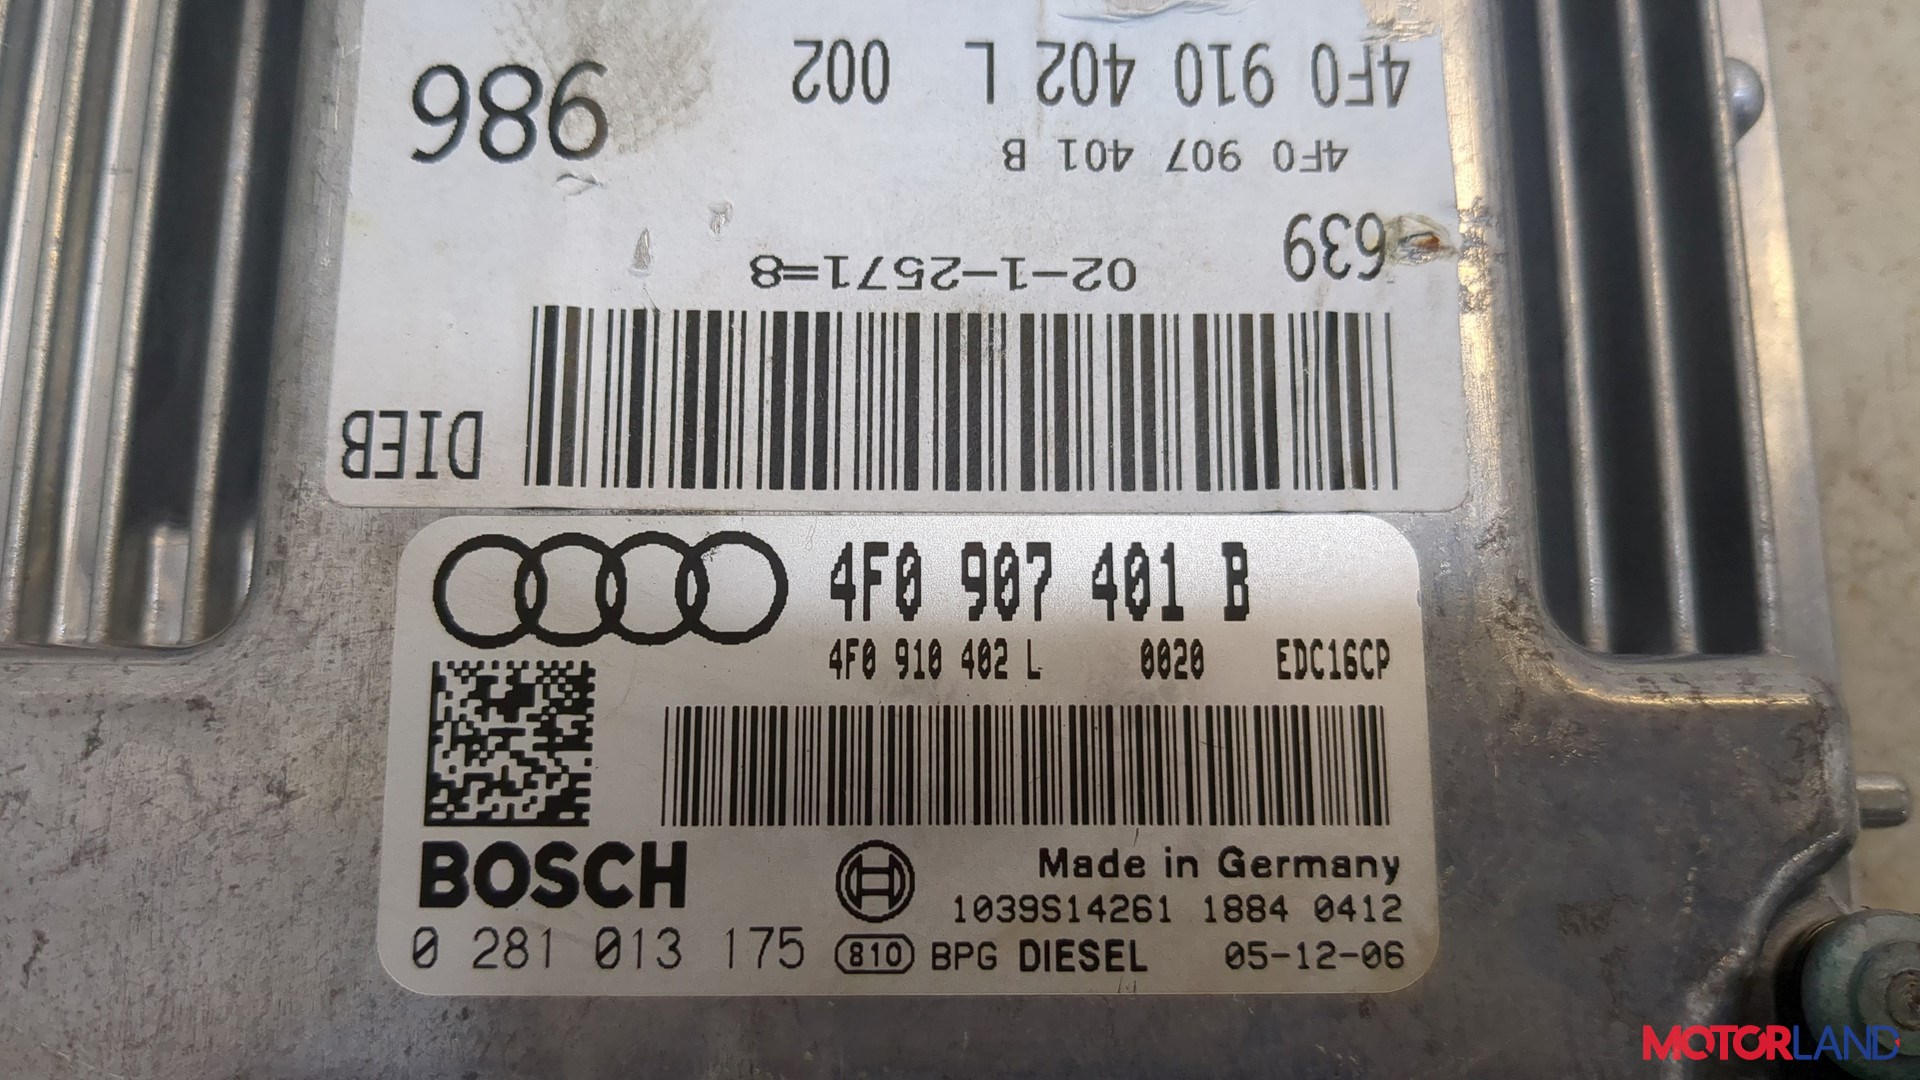 DIEB
639 02-1-2571=8
4F0 907 401 B
4F0 910 402 L 002 986
4F0 907 401 B
4F0 910 402 L 0020 EDC16CP
BOSCH Made in Germany
1039S14261 1884 0412
0 281 013 175 810 BPG DIESEL 05-12-06
MOTORLAND